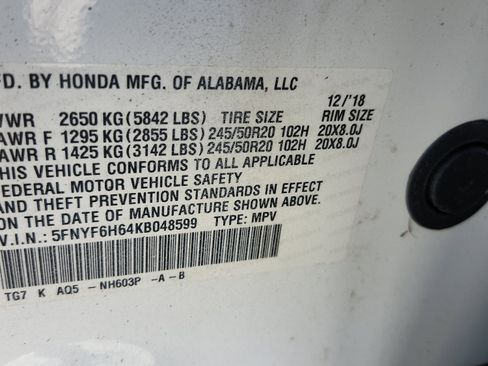 FD. BY HONDA MFG. OF ALABAMA, LLC
12/'18
VWR 2650 KG(5842 LBS) TIRE SIZE RIM SIZE
AWR F 1295 KG(2855 LBS)245/50R20 102H 20X8.0J
AWR R 1425 KG(3142 LBS)245/50R20 102H 20X8.0J
THIS VEHICLE CONFORMS TO ALL APPLICABLE
FEDERAL MOTOR VEHICLE SAFETY
AND THEFT PREVENTION STANDARDS IN EFFECT
ON THE DATE OF MANUFACTURE SHOWN ABOVE.
V.I.N.: 5FNYF6H64KB048599 TYPE: MPV
TG7 K AQ5 -NH603P -A -B